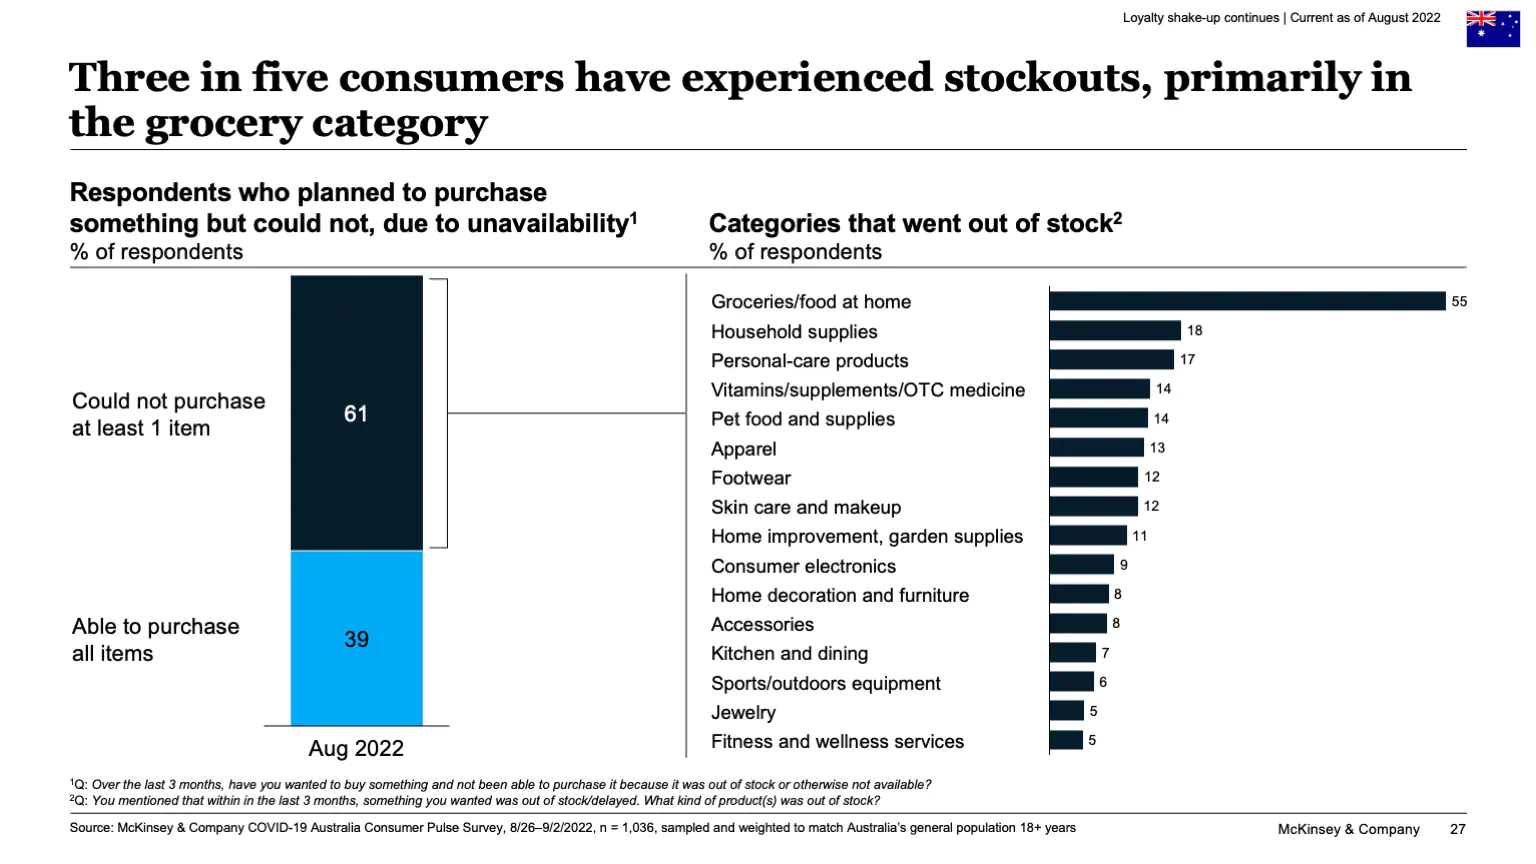 Loyalty shake-up continues | Current as of August 2022
Three in five consumers have experienced stockouts, primarily in
the grocery category
Respondents who planned to purchase
something but could not, due to unavailability¹
% of respondents
Could not purchase
at least 1 item
61
Able to purchase
all items
39
Aug 2022
Categories that went out of stock²
% of respondents
Groceries/food at home 55
Household supplies 18
Personal-care products 17
Vitamins/supplements/OTC medicine 14
Pet food and supplies 14
Apparel 13
Footwear 12
Skin care and makeup 12
Home improvement, garden supplies 11
Consumer electronics 9
Home decoration and furniture 8
Accessories 8
Kitchen and dining 7
Sports/outdoors equipment 6
Jewelry 5
Fitness and wellness services 5
¹Q: Over the last 3 months, have you wanted to buy something and not been able to purchase it because it was out of stock or otherwise not available?
²Q: You mentioned that within in the last 3 months, something you wanted was out of stock/delayed. What kind of product(s) was out of stock?
Source: McKinsey & Company COVID-19 Australia Consumer Pulse Survey, 8/26–9/2/2022, n = 1,036, sampled and weighted to match Australia's general population 18+ years
McKinsey & Company 27